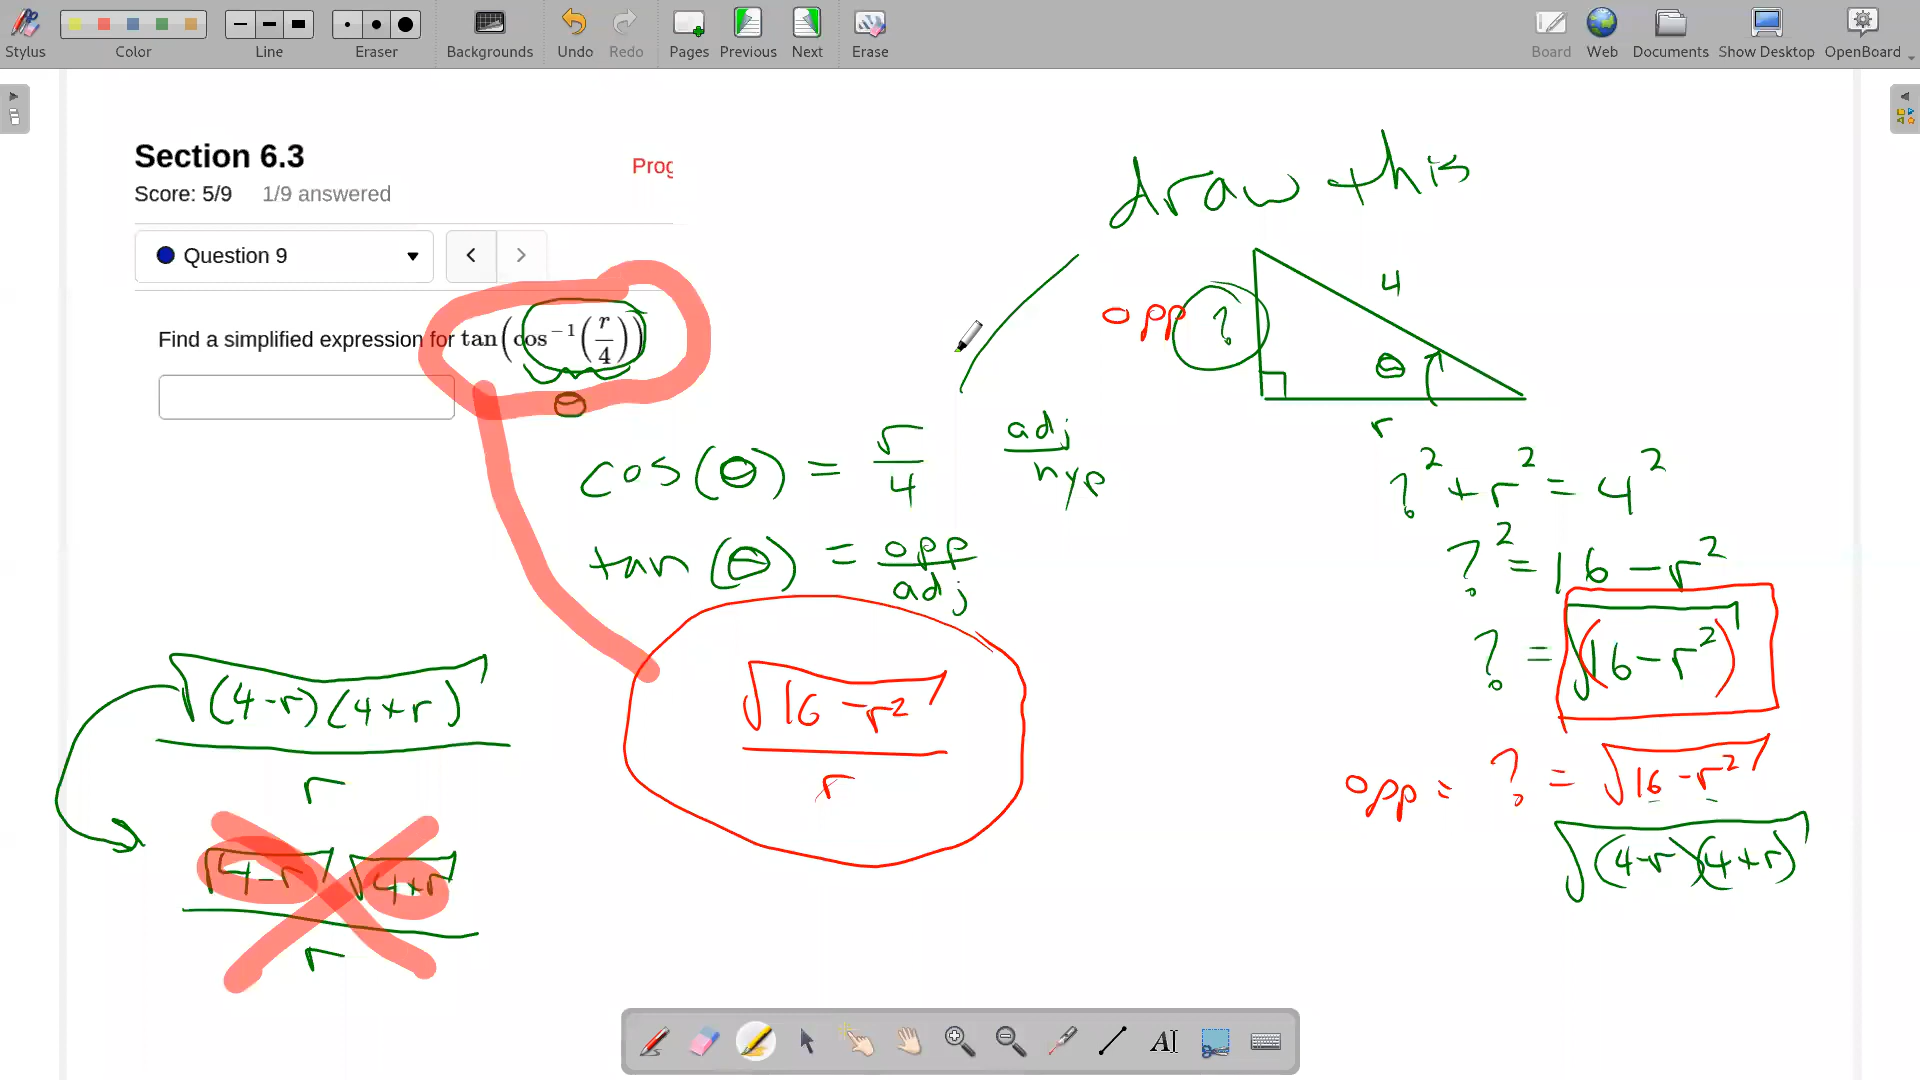 Stylus Color Line Eraser Backgrounds Undo Redo Pages Previous Next Erase Board Web Documents Show Desktop OpenBoard
Section 6.3
Prog
Score: 5/9 1/9 answered
Question 9
Find a simplified expression for tan(cos⁻¹(r/4))
θ
cos(θ) = r/4
adj/hyp
tan(θ) = opp/adj
√(16 - r²)/r
√((4-r)(4+r))/r
√(4-r) √(4+r)/r
draw this
4
opp ?
θ
r
?² + r² = 4²
?² = 16 - r²
? = √(16 - r²)
opp = ? = √(16 - r²)
√((4-r)(4+r))
AI